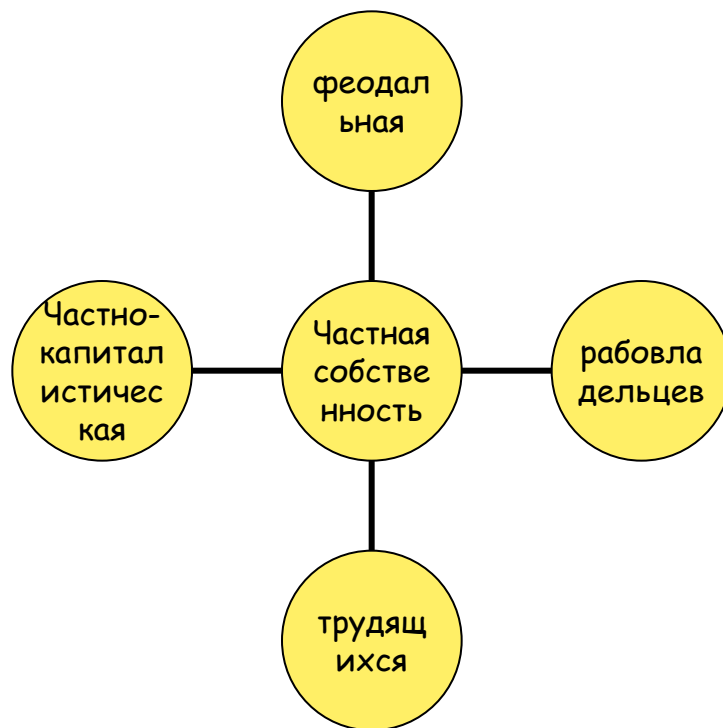 феодал
ьная
Частно-
капитал
истичес
кая
Частная
собстве
нность
рабовла
дельцев
трудящ
ихся